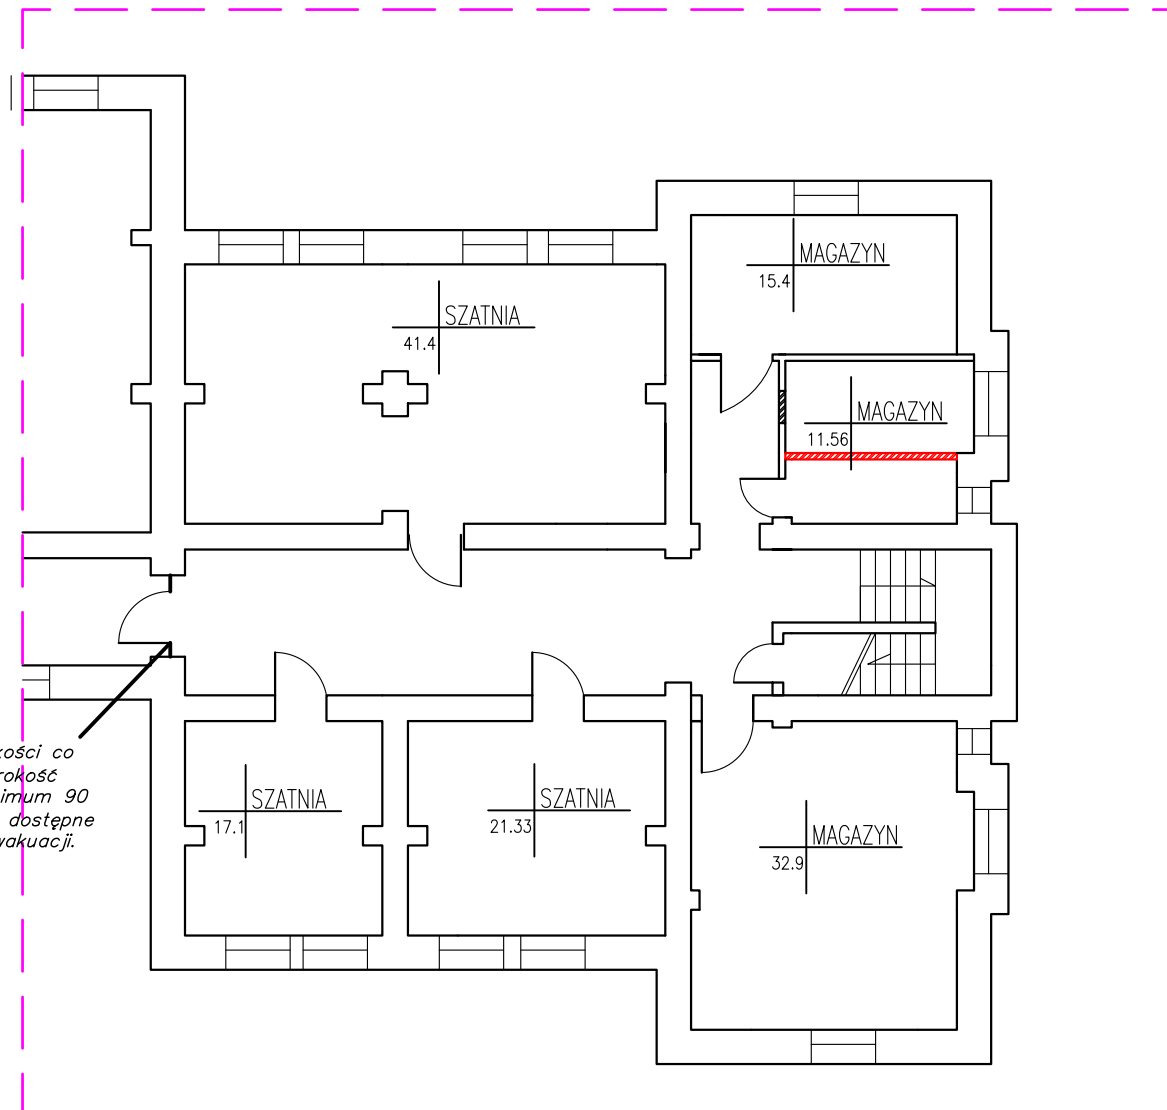 MAGAZYN
15.4
SZATNIA
41.4
MAGAZYN
11.56
kości co
rokość
imum 90
dostępne
wakuacji.
SZATNIA
17.1
SZATNIA
21.33
MAGAZYN
32.9